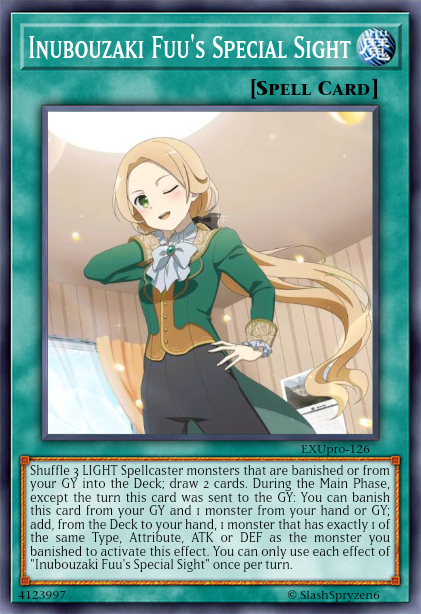 Inubouzaki Fuu's Special Sight
魔
[Spell Card]
EXUpro-126
Shuffle 3 LIGHT Spellcaster monsters that are banished or from
your GY into the Deck; draw 2 cards. During the Main Phase,
except the turn this card was sent to the GY: You can banish
this card from your GY and 1 monster from your hand or GY;
add, from the Deck to your hand, 1 monster that has exactly 1 of
the same Type, Attribute, ATK or DEF as the monster you
banished to activate this effect. You can only use each effect of
"Inubouzaki Fuu's Special Sight" once per turn.
4123997
© SlashSpryzen6